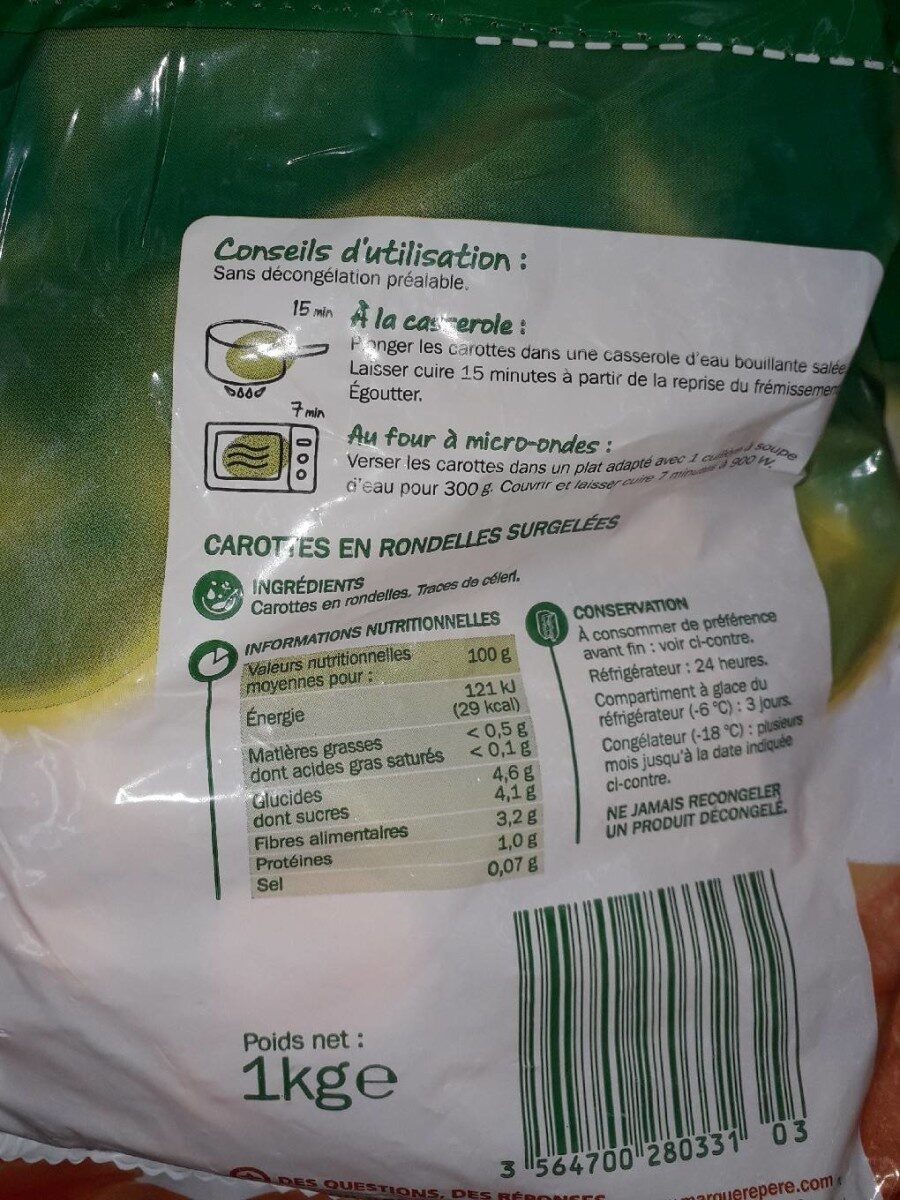 Conseils d'utilisation :
Sans décongélation préalable.
15 min
À la casserole :
Plonger les carottes dans une casserole d'eau bouillante salée
Laisser cuire 15 minutes à partir de la reprise du frémissement
Égoutter.
7 min
Au four à micro-ondes :
Verser les carottes dans un plat adapté avec 1 cuillère à soupe
d'eau pour 300 g. Couvrir et laisser cuire 7 minutes à 900 W.
CAROTTES EN RONDELLES SURGELÉES
INGRÉDIENTS
Carottes en rondelles. Traces de céleri.
INFORMATIONS NUTRITIONNELLES
Valeurs nutritionnelles
moyennes pour : 100 g
Énergie 121 kJ
(29 kcal)
Matières grasses < 0,5 g
dont acides gras saturés < 0,1 g
Glucides 4,6 g
dont sucres 4,1 g
Fibres alimentaires 3,2 g
Protéines 1,0 g
Sel 0,07 g
CONSERVATION
À consommer de préférence
avant fin : voir ci-contre.
Réfrigérateur : 24 heures.
Compartiment à glace du
réfrigérateur (-6 °C) : 3 jours.
Congélateur (-18 °C) : plusieurs
mois jusqu'à la date indiquée
ci-contre.
NE JAMAIS RECONGELER
UN PRODUIT DÉCONGELÉ.
Poids net :
1kg e
3 564700 280331 03
DES QUESTIONS, DES RÉPONSES
marquerepere.com